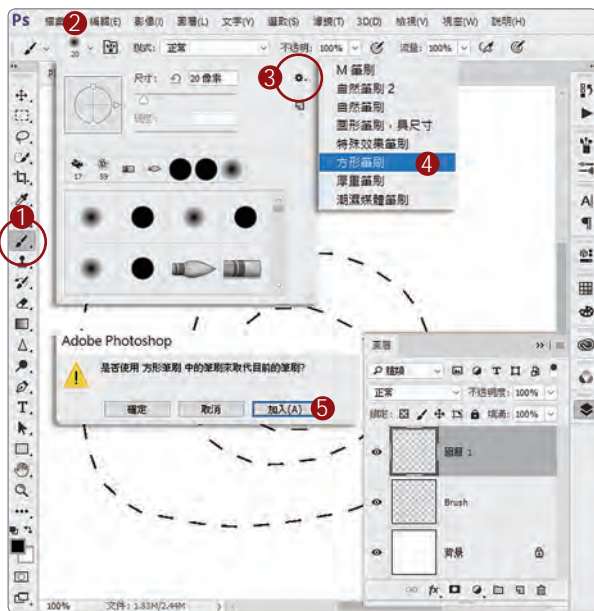 Ps 檔案 編輯(E) 影像(I) 圖層(L) 文字(Y) 選取(S) 濾鏡(T) 3D(D) 檢視(V) 視窗(W) 說明(H)
2
20 模式: 正常 不透明: 100% 流量: 100%
尺寸: 20 像素
3
硬度:
17 59
M 筆刷
自然筆刷 2
自然筆刷
圓形筆刷，具尺寸
特殊效果筆刷
方形筆刷 4
厚重筆刷
潮濕媒體筆刷
1
Adobe Photoshop
是否使用 方形筆刷 中的筆刷來取代目前的筆刷?
確定 取消 加入(A) 5
圖層
種類
正常 不透明度: 100%
鎖定: 填滿: 100%
圖層 1
Brush
背景
fx
100% 文件: 1.83M/2.44M